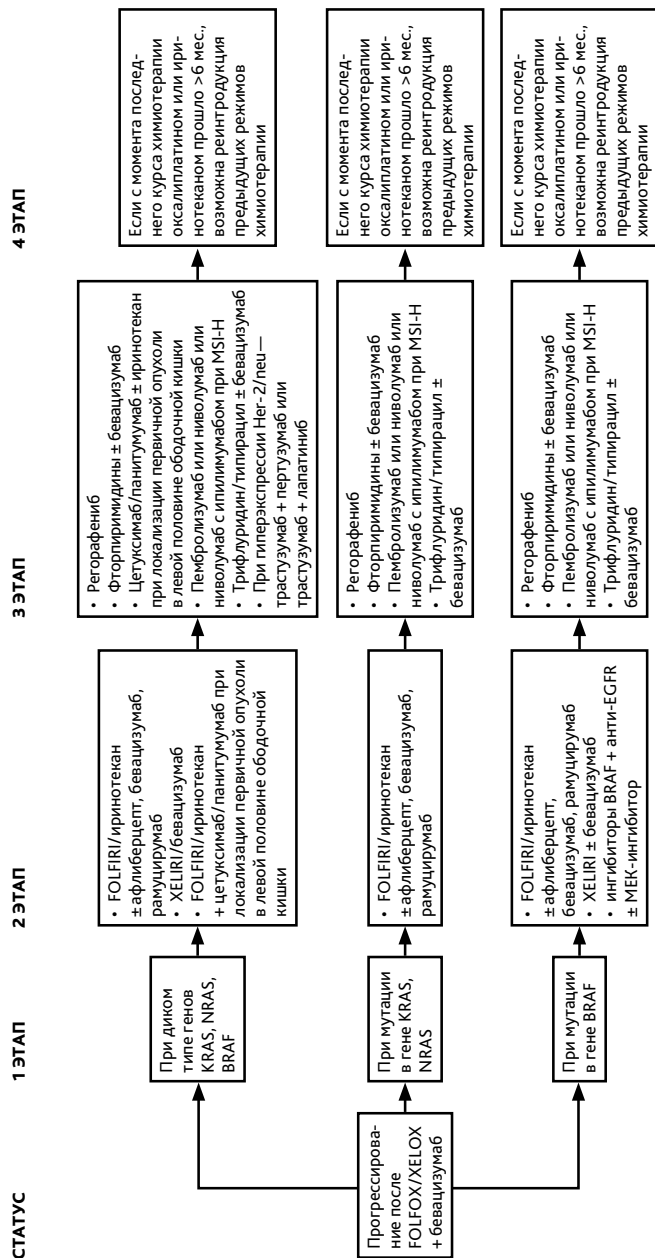 СТАТУС
1 ЭТАП
2 ЭТАП
3 ЭТАП
4 ЭТАП
Прогрессирова-
ние после
FOLFOX/XELOX
+ бевацизумаб
При диком
типе генов
KRAS, NRAS,
BRAF
• FOLFIRI/иринотекан
± афлиберцепт, бевацизумаб,
рамуцирумаб
• XELIRI/бевацизумаб
• FOLFIRI/иринотекан
+ цетуксимаб/панитумумаб при
локализации первичной опухоли
в левой половине ободочной
кишки
• Регорафениб
• Фторпиримидины ± бевацизумаб
• Цетуксимаб/панитумумаб ± иринотекан
при локализации первичной опухоли
в левой половине ободочной кишки
• Пембролизумаб или ниволумаб или
ниволумаб с ипилимумабом при MSI-H
• Трифлуридин/типирацил ± бевацизумаб
• При гиперэкспрессии Her-2/neu —
трастузумаб + пертузумаб или
трастузумаб + лапатиниб
Если с момента послед-
него курса химиотерапии
оксалиплатином или ири-
нотеканом прошло >6 мес.,
возможна реинтродукция
предыдущих режимов
химиотерапии
При мутации
в гене KRAS,
NRAS
• FOLFIRI/иринотекан
± афлиберцепт, бевацизумаб,
рамуцирумаб
• Регорафениб
• Фторпиримидины ± бевацизумаб
• Пембролизумаб или ниволумаб или
ниволумаб с ипилимумабом при MSI-H
• Трифлуридин/типирацил ±
бевацизумаб
Если с момента послед-
него курса химиотерапии
оксалиплатином или ири-
нотеканом прошло >6 мес.,
возможна реинтродукция
предыдущих режимов
химиотерапии
При мутации
в гене BRAF
• FOLFIRI/иринотекан
± афлиберцепт,
бевацизумаб, рамуцирумаб
• XELIRI ± бевацизумаб
• ингибиторы BRAF + анти-EGFR
± МЕК-ингибитор
• Регорафениб
• Фторпиримидины ± бевацизумаб
• Пембролизумаб или ниволумаб или
ниволумаб с ипилимумабом при MSI-H
• Трифлуридин/типирацил ±
бевацизумаб
Если с момента послед-
него курса химиотерапии
оксалиплатином или ири-
нотеканом прошло >6 мес.,
возможна реинтродукция
предыдущих режимов
химиотерапии